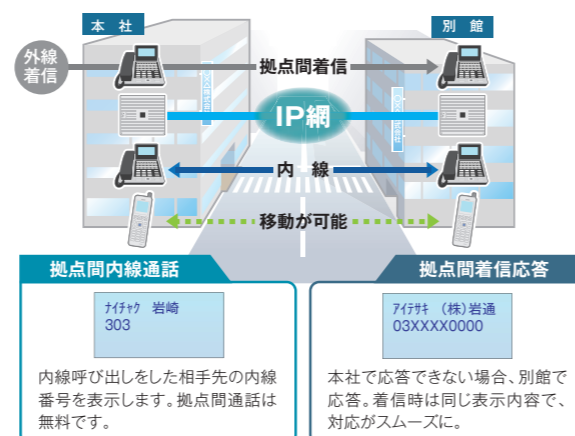 本 社
別 館
外線
着信
拠点間着信
IP網
内 線
移動が可能
拠点間内線通話
ﾅｲﾁｬｸ 岩崎
303
内線呼び出しをした相手先の内線
番号を表示します。拠点間通話は
無料です。
拠点間着信応答
ｱｲﾃｻｷ (株)岩通
03XXXX0000
本社で応答できない場合、別館で
応答。着信時は同じ表示内容で、
対応がスムーズに。